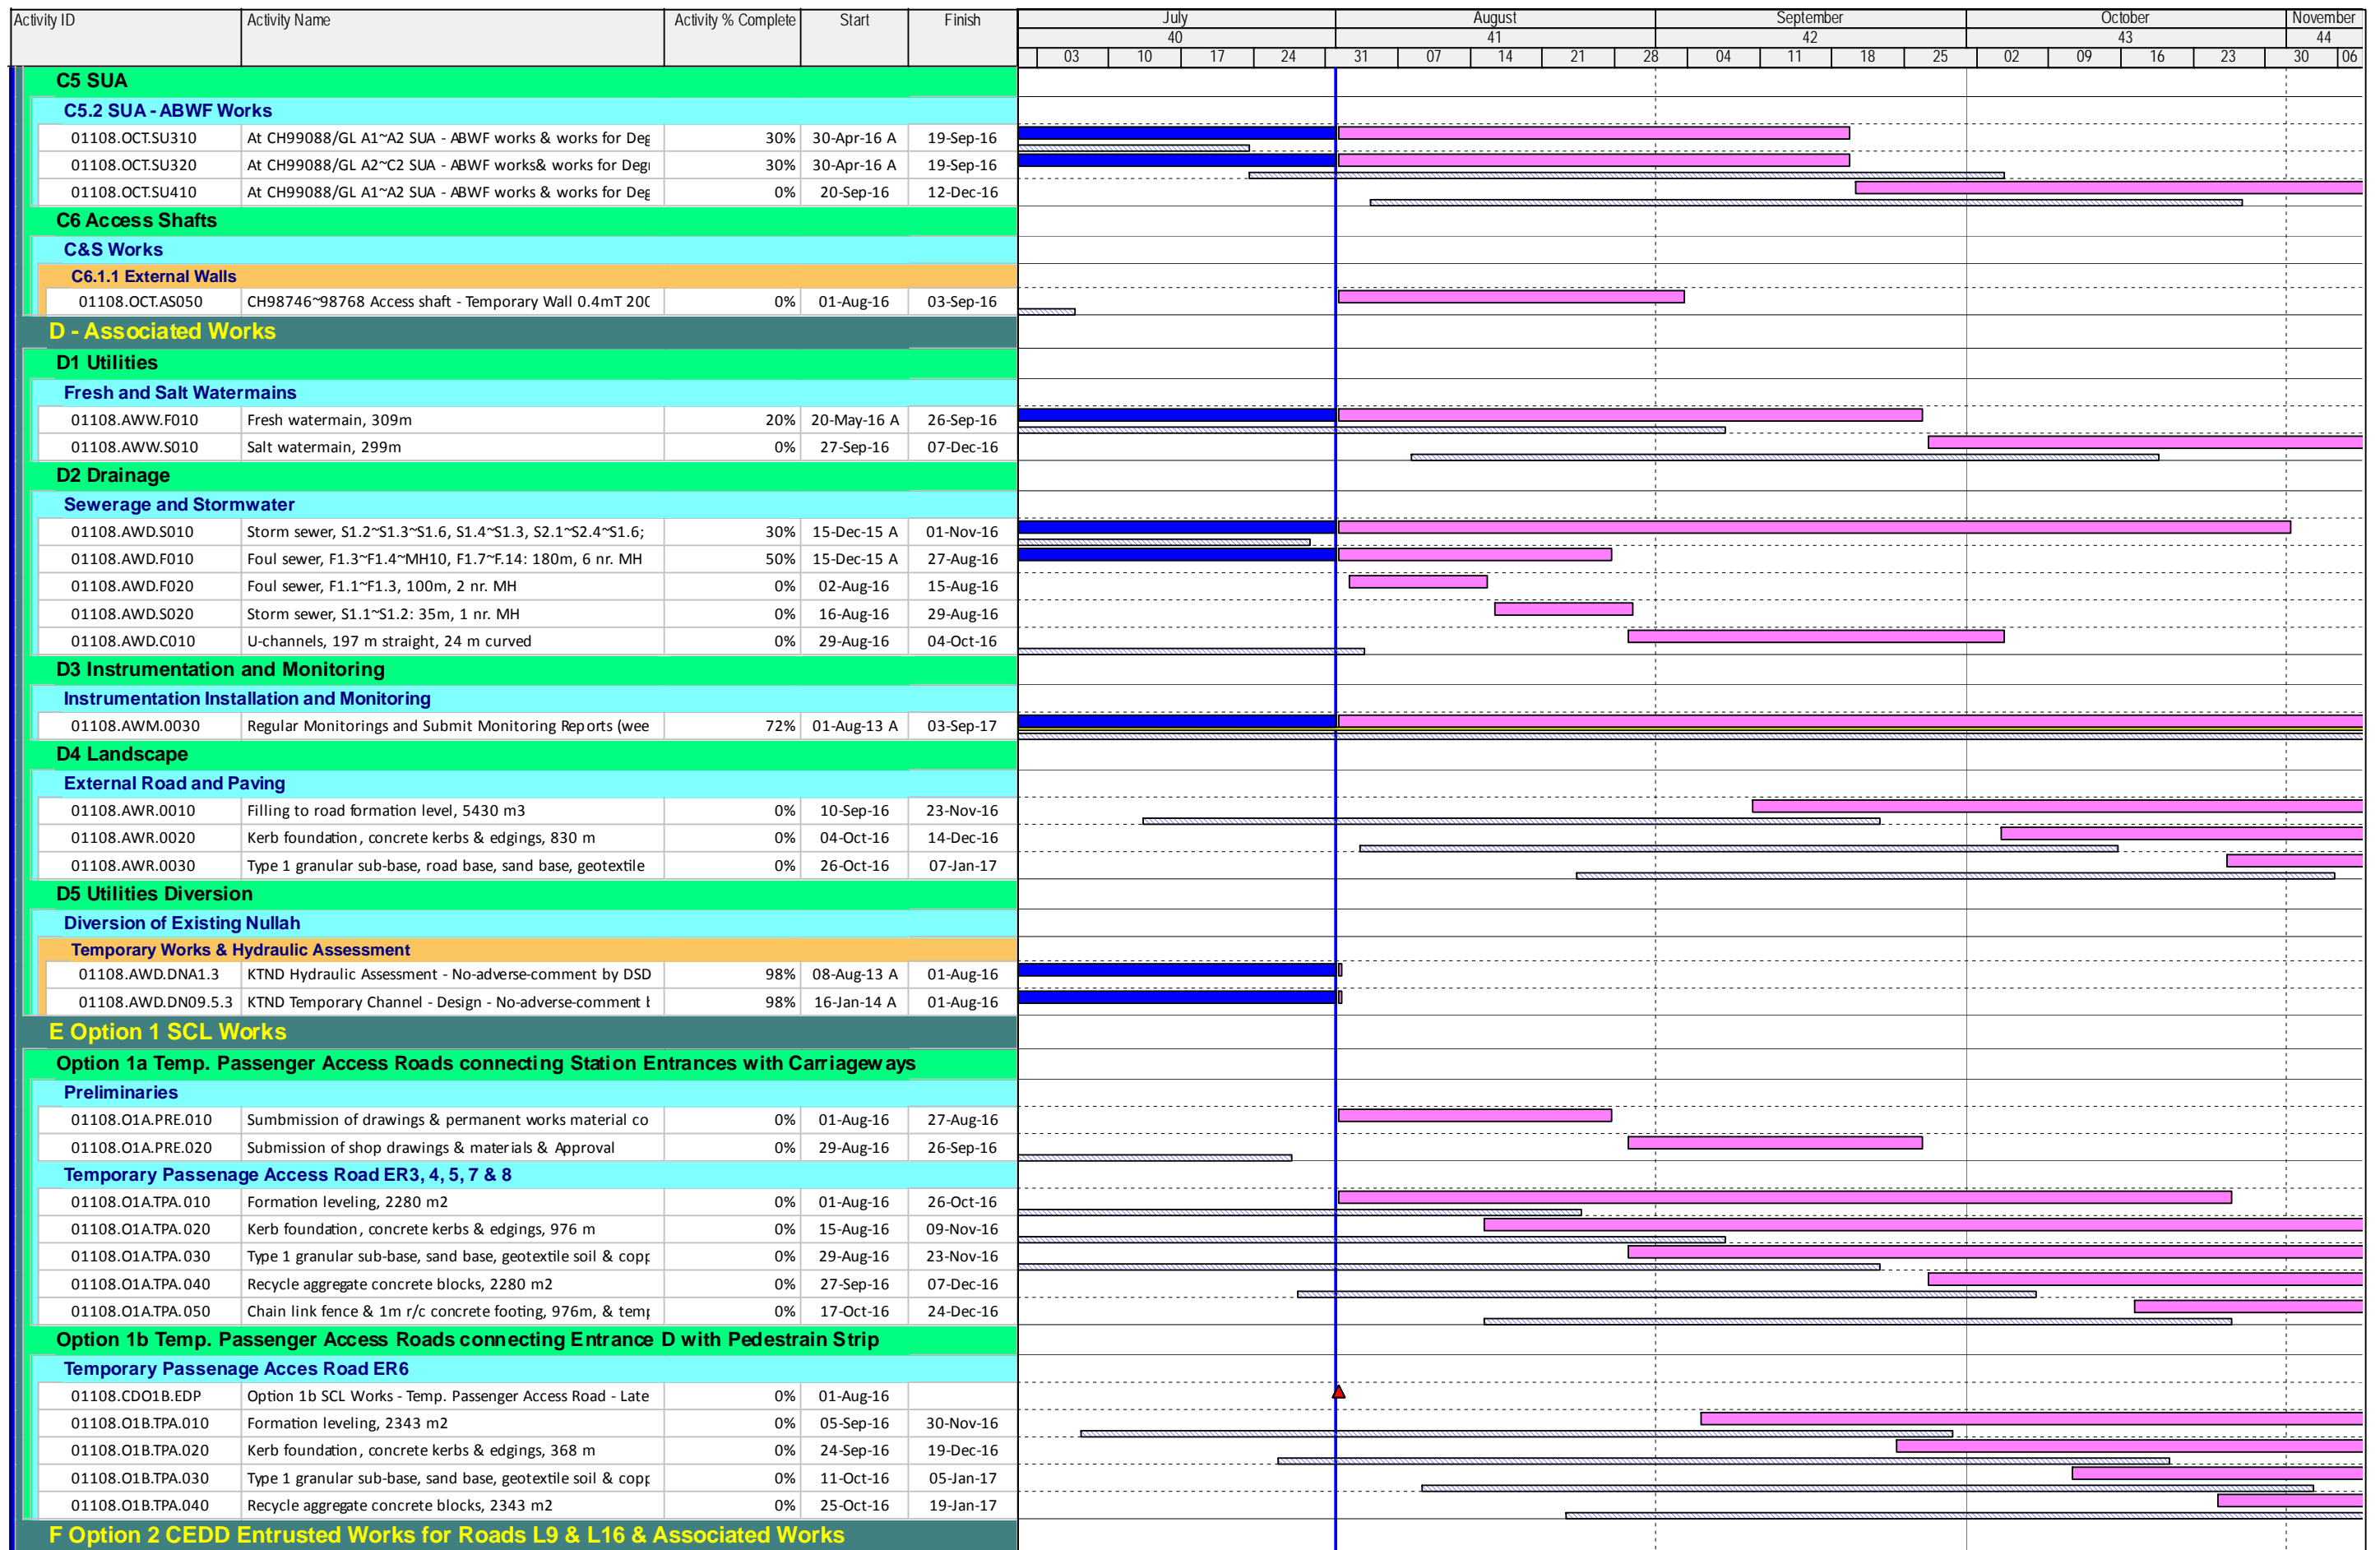 Activity ID Activity Name Activity % Complete Start Finish July August September October November
40 41 42 43 44
03 10 17 24 31 07 14 21 28 04 11 18 25 02 09 16 23 30 06
C5 SUA
C5.2 SUA - ABWF Works
01108.OCT.SU310 At CH99088/GL A1~A2 SUA - ABWF works & works for Deg 30% 30-Apr-16 A 19-Sep-16
01108.OCT.SU320 At CH99088/GL A2~C2 SUA - ABWF works& works for Deg 30% 30-Apr-16 A 19-Sep-16
01108.OCT.SU410 At CH99088/GL A1~A2 SUA - ABWF works & works for Deg 0% 20-Sep-16 12-Dec-16
C6 Access Shafts
C&S Works
C6.1.1 External Walls
01108.OCT.AS050 CH98746~98768 Access shaft - Temporary Wall 0.4mT 200 0% 01-Aug-16 03-Sep-16
D - Associated Works
D1 Utilities
Fresh and Salt Watermains
01108.AWW.F010 Fresh watermain, 309m 20% 20-May-16 A 26-Sep-16
01108.AWW.S010 Salt watermain, 299m 0% 27-Sep-16 07-Dec-16
D2 Drainage
Sewerage and Stormwater
01108.AWD.S010 Storm sewer, S1.2~S1.3~S1.6, S1.4~S1.3, S2.1~S2.4~S1.6; 30% 15-Dec-15 A 01-Nov-16
01108.AWD.F010 Foul sewer, F1.3~F1.4~MH10, F1.7~F.14: 180m, 6 nr. MH 50% 15-Dec-15 A 27-Aug-16
01108.AWD.F020 Foul sewer, F1.1~F1.3, 100m, 2 nr. MH 0% 02-Aug-16 15-Aug-16
01108.AWD.S020 Storm sewer, S1.1~S1.2: 35m, 1 nr. MH 0% 16-Aug-16 29-Aug-16
01108.AWD.C010 U-channels, 197 m straight, 24 m curved 0% 29-Aug-16 04-Oct-16
D3 Instrumentation and Monitoring
Instrumentation Installation and Monitoring
01108.AWM.0030 Regular Monitorings and Submit Monitoring Reports (wee 72% 01-Aug-13 A 03-Sep-17
D4 Landscape
External Road and Paving
01108.AWR.0010 Filling to road formation level, 5430 m3 0% 10-Sep-16 23-Nov-16
01108.AWR.0020 Kerb foundation, concrete kerbs & edgings, 830 m 0% 04-Oct-16 14-Dec-16
01108.AWR.0030 Type 1 granular sub-base, road base, sand base, geotextile 0% 26-Oct-16 07-Jan-17
D5 Utilities Diversion
Diversion of Existing Nullah
Temporary Works & Hydraulic Assessment
01108.AWD.DNA1.3 KTND Hydraulic Assessment - No-adverse-comment by DSD 98% 08-Aug-13 A 01-Aug-16
01108.AWD.DN09.5.3 KTND Temporary Channel - Design - No-adverse-comment 98% 16-Jan-14 A 01-Aug-16
E Option 1 SCL Works
Option 1a Temp. Passenger Access Roads connecting Station Entrances with Carriageways
Preliminaries
01108.O1A.PRE.010 Sumbmission of drawings & permanent works material co 0% 01-Aug-16 27-Aug-16
01108.O1A.PRE.020 Submission of shop drawings & materials & Approval 0% 29-Aug-16 26-Sep-16
Temporary Passenage Access Road ER3, 4, 5, 7 & 8
01108.O1A.TPA.010 Formation leveling, 2280 m2 0% 01-Aug-16 26-Oct-16
01108.O1A.TPA.020 Kerb foundation, concrete kerbs & edgings, 976 m 0% 15-Aug-16 09-Nov-16
01108.O1A.TPA.030 Type 1 granular sub-base, sand base, geotextile soil & copp 0% 29-Aug-16 23-Nov-16
01108.O1A.TPA.040 Recycle aggregate concrete blocks, 2280 m2 0% 27-Sep-16 07-Dec-16
01108.O1A.TPA.050 Chain link fence & 1m r/c concrete footing, 976m, & temp 0% 17-Oct-16 24-Dec-16
Option 1b Temp. Passenger Access Roads connecting Entrance D with Pedestrain Strip
Temporary Passenage Acces Road ER6
01108.CDO1B.EDP Option 1b SCL Works - Temp. Passenger Access Road - Late 0% 01-Aug-16
01108.O1B.TPA.010 Formation leveling, 2343 m2 0% 05-Sep-16 30-Nov-16
01108.O1B.TPA.020 Kerb foundation, concrete kerbs & edgings, 368 m 0% 24-Sep-16 19-Dec-16
01108.O1B.TPA.030 Type 1 granular sub-base, sand base, geotextile soil & copp 0% 11-Oct-16 05-Jan-17
01108.O1B.TPA.040 Recycle aggregate concrete blocks, 2343 m2 0% 25-Oct-16 19-Jan-17
F Option 2 CEDD Entrusted Works for Roads L9 & L16 & Associated Works